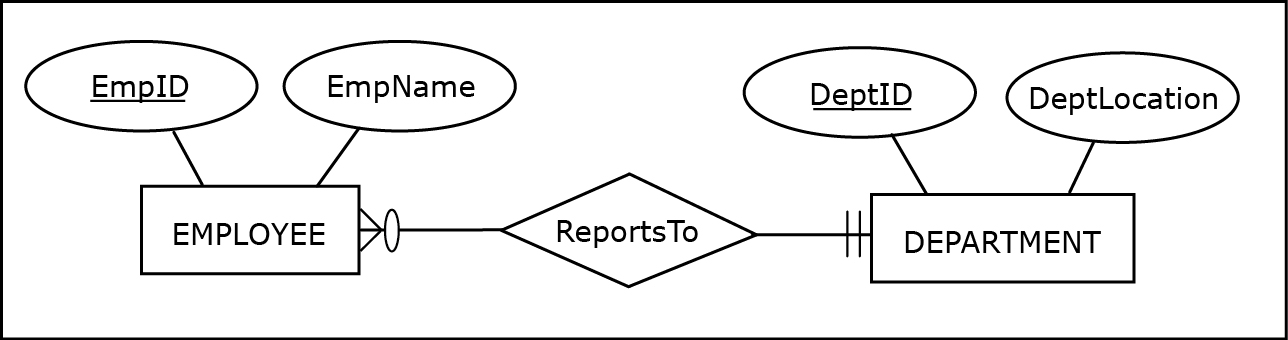 EmpID
EmpName
DeptID
DeptLocation
EMPLOYEE
ReportsTo
DEPARTMENT